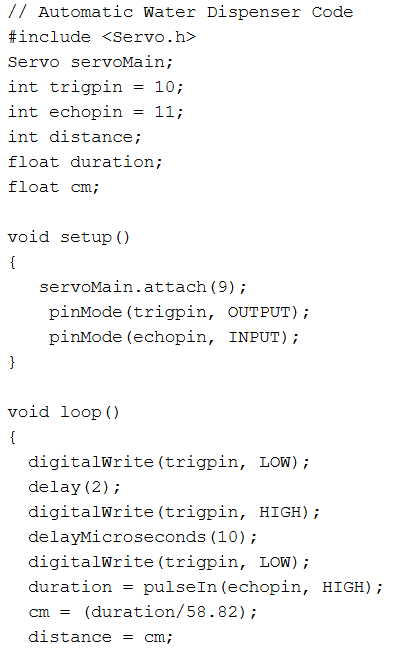 // Automatic Water Dispenser Code
#include <Servo.h>
Servo servoMain;
int trigpin = 10;
int echopin = 11;
int distance;
float duration;
float cm;

void setup()
{
   servoMain.attach(9);
    pinMode(trigpin, OUTPUT);
    pinMode(echopin, INPUT);
}

void loop()
{
  digitalWrite(trigpin, LOW);
  delay(2);
  digitalWrite(trigpin, HIGH);
  delayMicroseconds(10);
  digitalWrite(trigpin, LOW);
  duration = pulseIn(echopin, HIGH);
  cm = (duration/58.82);
  distance = cm;